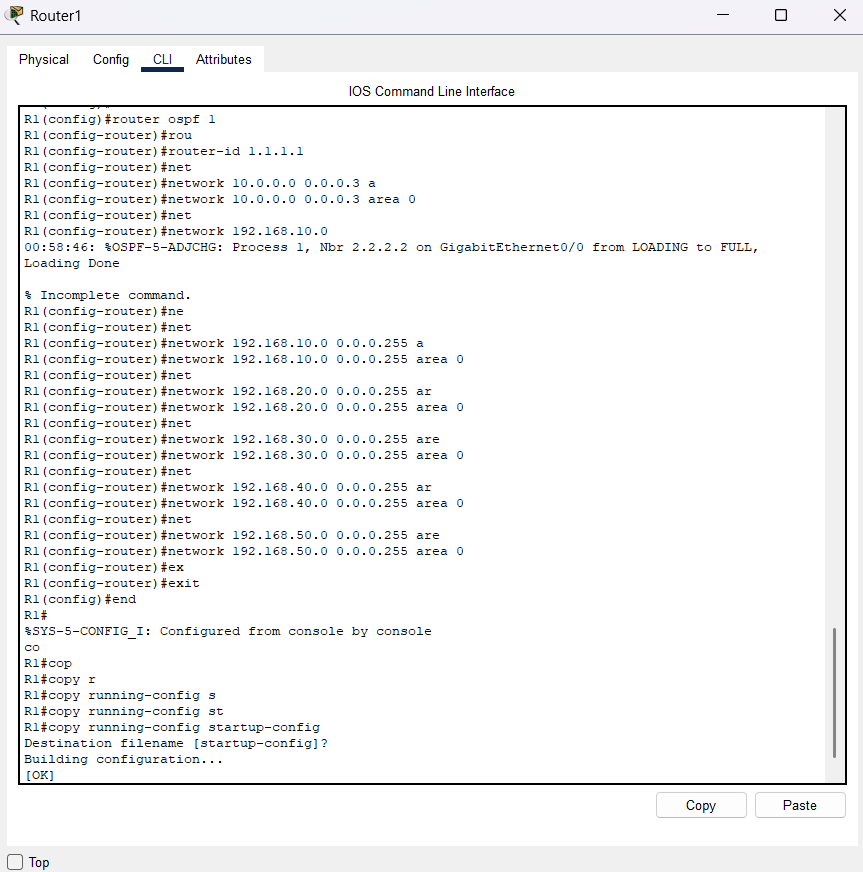 Router1
Physical Config CLI Attributes
IOS Command Line Interface
R1(config)#router ospf 1
R1(config-router)#rou
R1(config-router)#router-id 1.1.1.1
R1(config-router)#net
R1(config-router)#network 10.0.0.0 0.0.0.3 a
R1(config-router)#network 10.0.0.0 0.0.0.3 area 0
R1(config-router)#net
R1(config-router)#network 192.168.10.0
00:58:46: %OSPF-5-ADJCHG: Process 1, Nbr 2.2.2.2 on GigabitEthernet0/0 from LOADING to FULL,
Loading Done
% Incomplete command.
R1(config-router)#ne
R1(config-router)#net
R1(config-router)#network 192.168.10.0 0.0.0.255 a
R1(config-router)#network 192.168.10.0 0.0.0.255 area 0
R1(config-router)#net
R1(config-router)#network 192.168.20.0 0.0.0.255 ar
R1(config-router)#network 192.168.20.0 0.0.0.255 area 0
R1(config-router)#net
R1(config-router)#network 192.168.30.0 0.0.0.255 are
R1(config-router)#network 192.168.30.0 0.0.0.255 area 0
R1(config-router)#net
R1(config-router)#network 192.168.40.0 0.0.0.255 ar
R1(config-router)#network 192.168.40.0 0.0.0.255 area 0
R1(config-router)#net
R1(config-router)#network 192.168.50.0 0.0.0.255 are
R1(config-router)#network 192.168.50.0 0.0.0.255 area 0
R1(config-router)#ex
R1(config-router)#exit
R1(config)#end
R1#
%SYS-5-CONFIG_I: Configured from console by console
co
R1#cop
R1#copy r
R1#copy running-config s
R1#copy running-config st
R1#copy running-config startup-config
Destination filename [startup-config]?
Building configuration...
[OK]
Copy Paste
Top